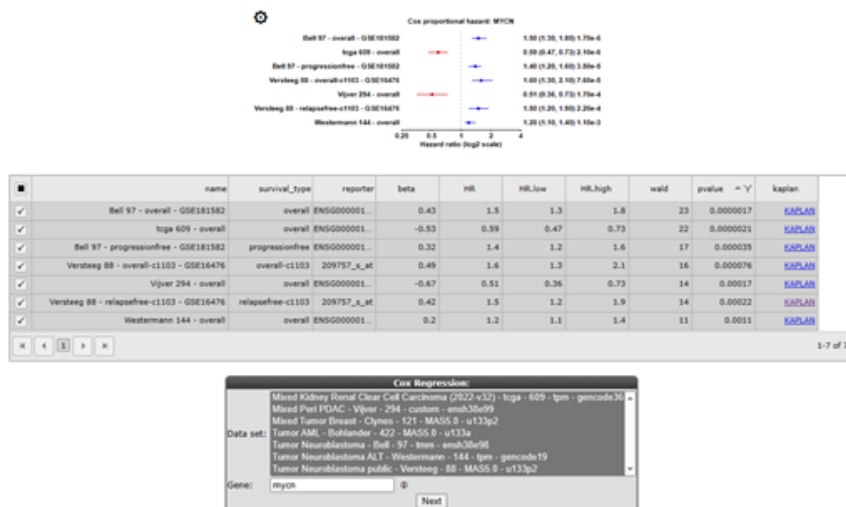 Cox proportional hazard: MYCN
Bell 97 - overall - GSE181582 1.50 (1.30, 1.80) 1.70e-6
tcga 609 - overall 0.59 (0.47, 0.73) 2.10e-6
Bell 97 - progressionfree - GSE181582 1.40 (1.20, 1.60) 3.50e-5
Versteeg 88 - overall-c1103 - GSE16476 1.60 (1.30, 2.10) 7.60e-5
Vijver 294 - overall 0.51 (0.36, 0.73) 1.70e-4
Versteeg 88 - relapsefree-c1103 - GSE16476 1.50 (1.20, 1.90) 2.20e-4
Westermann 144 - overall 1.20 (1.10, 1.40) 1.10e-3
0.25 0.5 1 2 4
Hazard ratio (log2 scale)
name survival_type reporter beta HR HR.low HR.high wald pvalue kaplan
Bell 97 - overall - GSE181582 overall ENSG000001... 0.43 1.5 1.3 1.8 23 0.0000017 KAPLAN
tcga 609 - overall overall ENSG000001... -0.53 0.59 0.47 0.73 22 0.0000021 KAPLAN
Bell 97 - progressionfree - GSE181582 progressionfree ENSG000001... 0.32 1.4 1.2 1.6 17 0.000035 KAPLAN
Versteeg 88 - overall-c1103 - GSE16476 overall-c1103 209757_s_at 0.49 1.6 1.3 2.1 16 0.000076 KAPLAN
Vijver 294 - overall overall ENSG000001... -0.67 0.51 0.36 0.73 14 0.00017 KAPLAN
Versteeg 88 - relapsefree-c1103 - GSE16476 relapsefree-c1103 209757_s_at 0.42 1.5 1.2 1.9 14 0.00022 KAPLAN
Westermann 144 - overall overall ENSG000001... 0.2 1.2 1.1 1.4 11 0.0011 KAPLAN
1 1-7 of 7
Cox Regression:
Mixed Kidney Renal Clear Cell Carcinoma (2022-v32) - tcga - 609 - tpm - gencode36
Mixed Peri PDAC - Vijver - 294 - custom - ensh38e99
Mixed Tumor Breast - Clynes - 121 - MAS5.0 - u133p2
Data set: Tumor AML - Bohlander - 422 - MAS5.0 - u133a
Tumor Neuroblastoma - Bell - 97 - tmm - ensh38e98
Tumor Neuroblastoma ALT - Westermann - 144 - tpm - gencode19
Tumor Neuroblastoma public - Versteeg - 88 - MAS5.0 - u133p2
Gene: mycn
Next